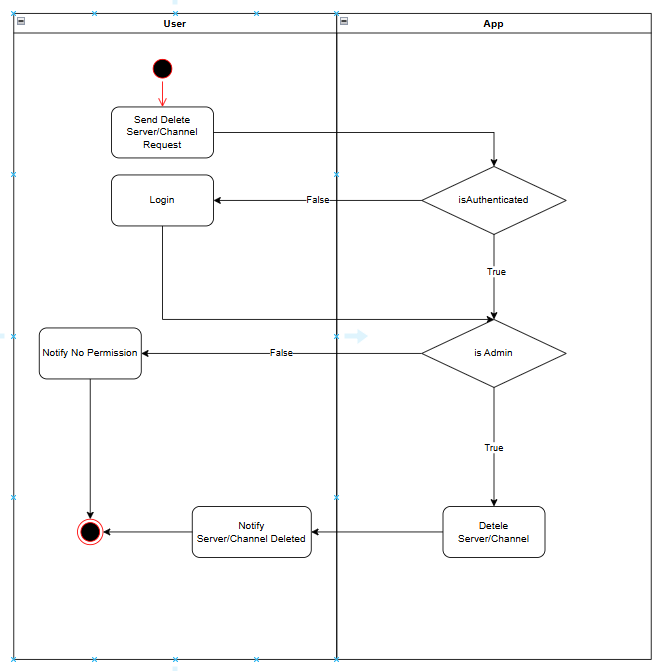 User
App
Send Delete
Server/Channel
Request
Login
False
isAuthenticated
True
Notify No Permission
False
is Admin
True
Notify
Server/Channel Deleted
Detele
Server/Channel